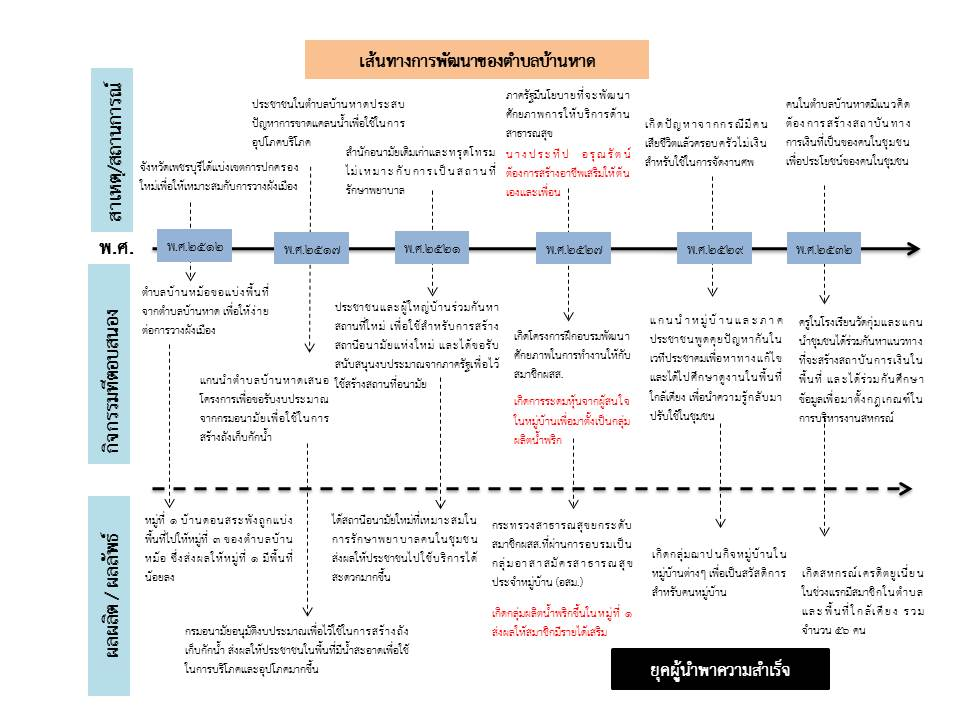 เส้นทางการพัฒนาของตำบลบ้านหาด
สาเหตุ/สถานการณ์
จังหวัดเพชรบุรีได้แบ่งเขตการปกครอง
ใหม่เพื่อให้เหมาะสมกับการวางผังเมือง
ประชาชนในตำบลบ้านหาดประสบ
ปัญหาการขาดแคลนน้ำเพื่อใช้ในการ
อุปโภคบริโภค
สำนักอนามัยเดิมเก่าและทรุดโทรม
ไม่เหมาะกับการเป็นสถานที่
รักษาพยาบาล
ภาครัฐมีนโยบายที่จะพัฒนา
ศักยภาพการให้บริการด้าน
สาธารณสุข
นางประทีป อรุณรัตน์
ต้องการสร้างอาชีพเสริมให้ตน
เองและเพื่อน
เกิดปัญหาจากกรณีมีคน
เสียชีวิตแล้วครอบครัวไม่เงิน
สำหรับใช้ในการจัดงานศพ
คนในตำบลบ้านหาดมีแนวคิด
ต้องการสร้างสถาบันทาง
การเงินที่เป็นของคนในชุมชน
เพื่อประโยชน์ของคนในชุมชน
พ.ศ.
พ.ศ.๒๕๑๒
พ.ศ.๒๕๑๗
พ.ศ.๒๕๒๑
พ.ศ.๒๕๒๗
พ.ศ.๒๕๒๙
พ.ศ.๒๕๓๒
กิจกรรมที่ตอบสนอง
ตำบลบ้านหม้อขอแบ่งพื้นที่
จากตำบลบ้านหาด เพื่อให้ง่าย
ต่อการวางผังเมือง
แกนนำตำบลบ้านหาดเสนอ
โครงการเพื่อขอรับงบประมาณ
จากกรมอนามัยเพื่อใช้ในการ
สร้างถังเก็บกักน้ำ
ประชาชนและผู้ใหญ่บ้านร่วมกันหา
สถานที่ใหม่ เพื่อใช้สำหรับการสร้าง
สถานีอนามัยแห่งใหม่ และได้ขอรับ
สนับสนุนงบประมาณจากภาครัฐเพื่อไว้
ใช้สร้างสถานที่อนามัย
เกิดโครงการฝึกอบรมพัฒนา
ศักยภาพในการทำงานให้กับ
สมาชิกผสส.
เกิดการระดมหุ้นจากผู้สนใจ
ในหมู่บ้านเพื่อมาตั้งเป็นกลุ่ม
ผลิตน้ำพริก
แกนนำหมู่บ้านและภาค
ประชาชนพูดคุยปัญหากันใน
เวทีประชาคมเพื่อหาทางแก้ไข
และได้ไปศึกษาดูงานในพื้นที่
ใกล้เคียง เพื่อนำความรู้กลับมา
ปรับใช้ในชุมชน
ครูในโรงเรียนวัดกุ่มและแกน
นำชุมชนได้ร่วมกันหาแนวทาง
ที่จะสร้างสถาบันการเงินใน
พื้นที่ และได้ร่วมกันศึกษา
ข้อมูลเพื่อมาตั้งกฎเกณฑ์ใน
การบริหารงานสหกรณ์
ผลผลิต / ผลลัพธ์
หมู่ที่ ๑ บ้านดอนสระพังถูกแบ่ง
พื้นที่ไปให้หมู่ที่ ๓ ของตำบลบ้าน
หม้อ ซึ่งส่งผลให้หมู่ที่ ๑ มีพื้นที่
น้อยลง
กรมอนามัยอนุมัติงบประมาณเพื่อไว้ใช้ในการสร้างถัง
เก็บกักน้ำ ส่งผลให้ประชาชนในพื้นที่มีน้ำสะอาดเพื่อใช้
ในการบริโภคและอุปโภคมากขึ้น
ได้สถานีอนามัยใหม่ที่เหมาะสมใน
การรักษาพยาบาลคนในชุมชน
ส่งผลให้ประชาชนไปใช้บริการได้
สะดวกมากขึ้น
กระทรวงสาธารณสุขยกระดับ
สมาชิกผสส.ที่ผ่านการอบรมเป็น
กลุ่มอาสาสมัครสาธารณสุข
ประจำหมู่บ้าน (อสม.)
เกิดกลุ่มผลิตน้ำพริกขึ้นในหมู่ที่ ๑
ส่งผลให้สมาชิกมีรายได้เสริม
เกิดกลุ่มฌาปนกิจหมู่บ้านใน
หมู่บ้านต่างๆ เพื่อเป็นสวัสดิการ
สำหรับคนหมู่บ้าน
เกิดสหกรณ์เครดิตยูเนี่ยน
ในช่วงแรกมีสมาชิกในตำบล
และพื้นที่ใกล้เคียง รวม
จำนวน ๕๖ คน
ยุคผู้นำพาความสำเร็จ